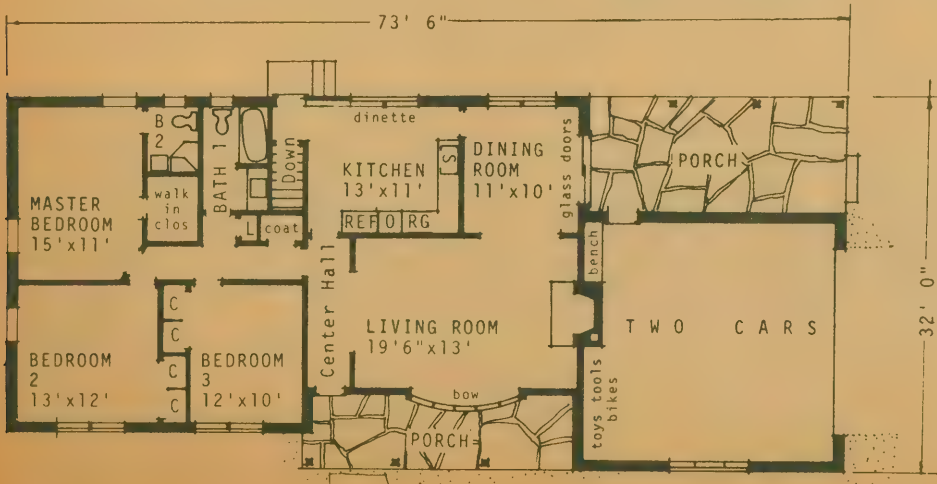 73' 6"
B
2
BATH 1
Down
dinette
KITCHEN
13'x11'
S
DINING
ROOM
11'x10'
glass doors
PORCH
MASTER
BEDROOM
15'x11'
walk
in
clos
L
coat
REF O RG
32' 0"
Center Hall
LIVING ROOM
19'6"x13'
bench
TWO CARS
BEDROOM
2
13'x12'
C
C
C
C
BEDROOM
3
12'x10'
bow
PORCH
toys tools
bikes